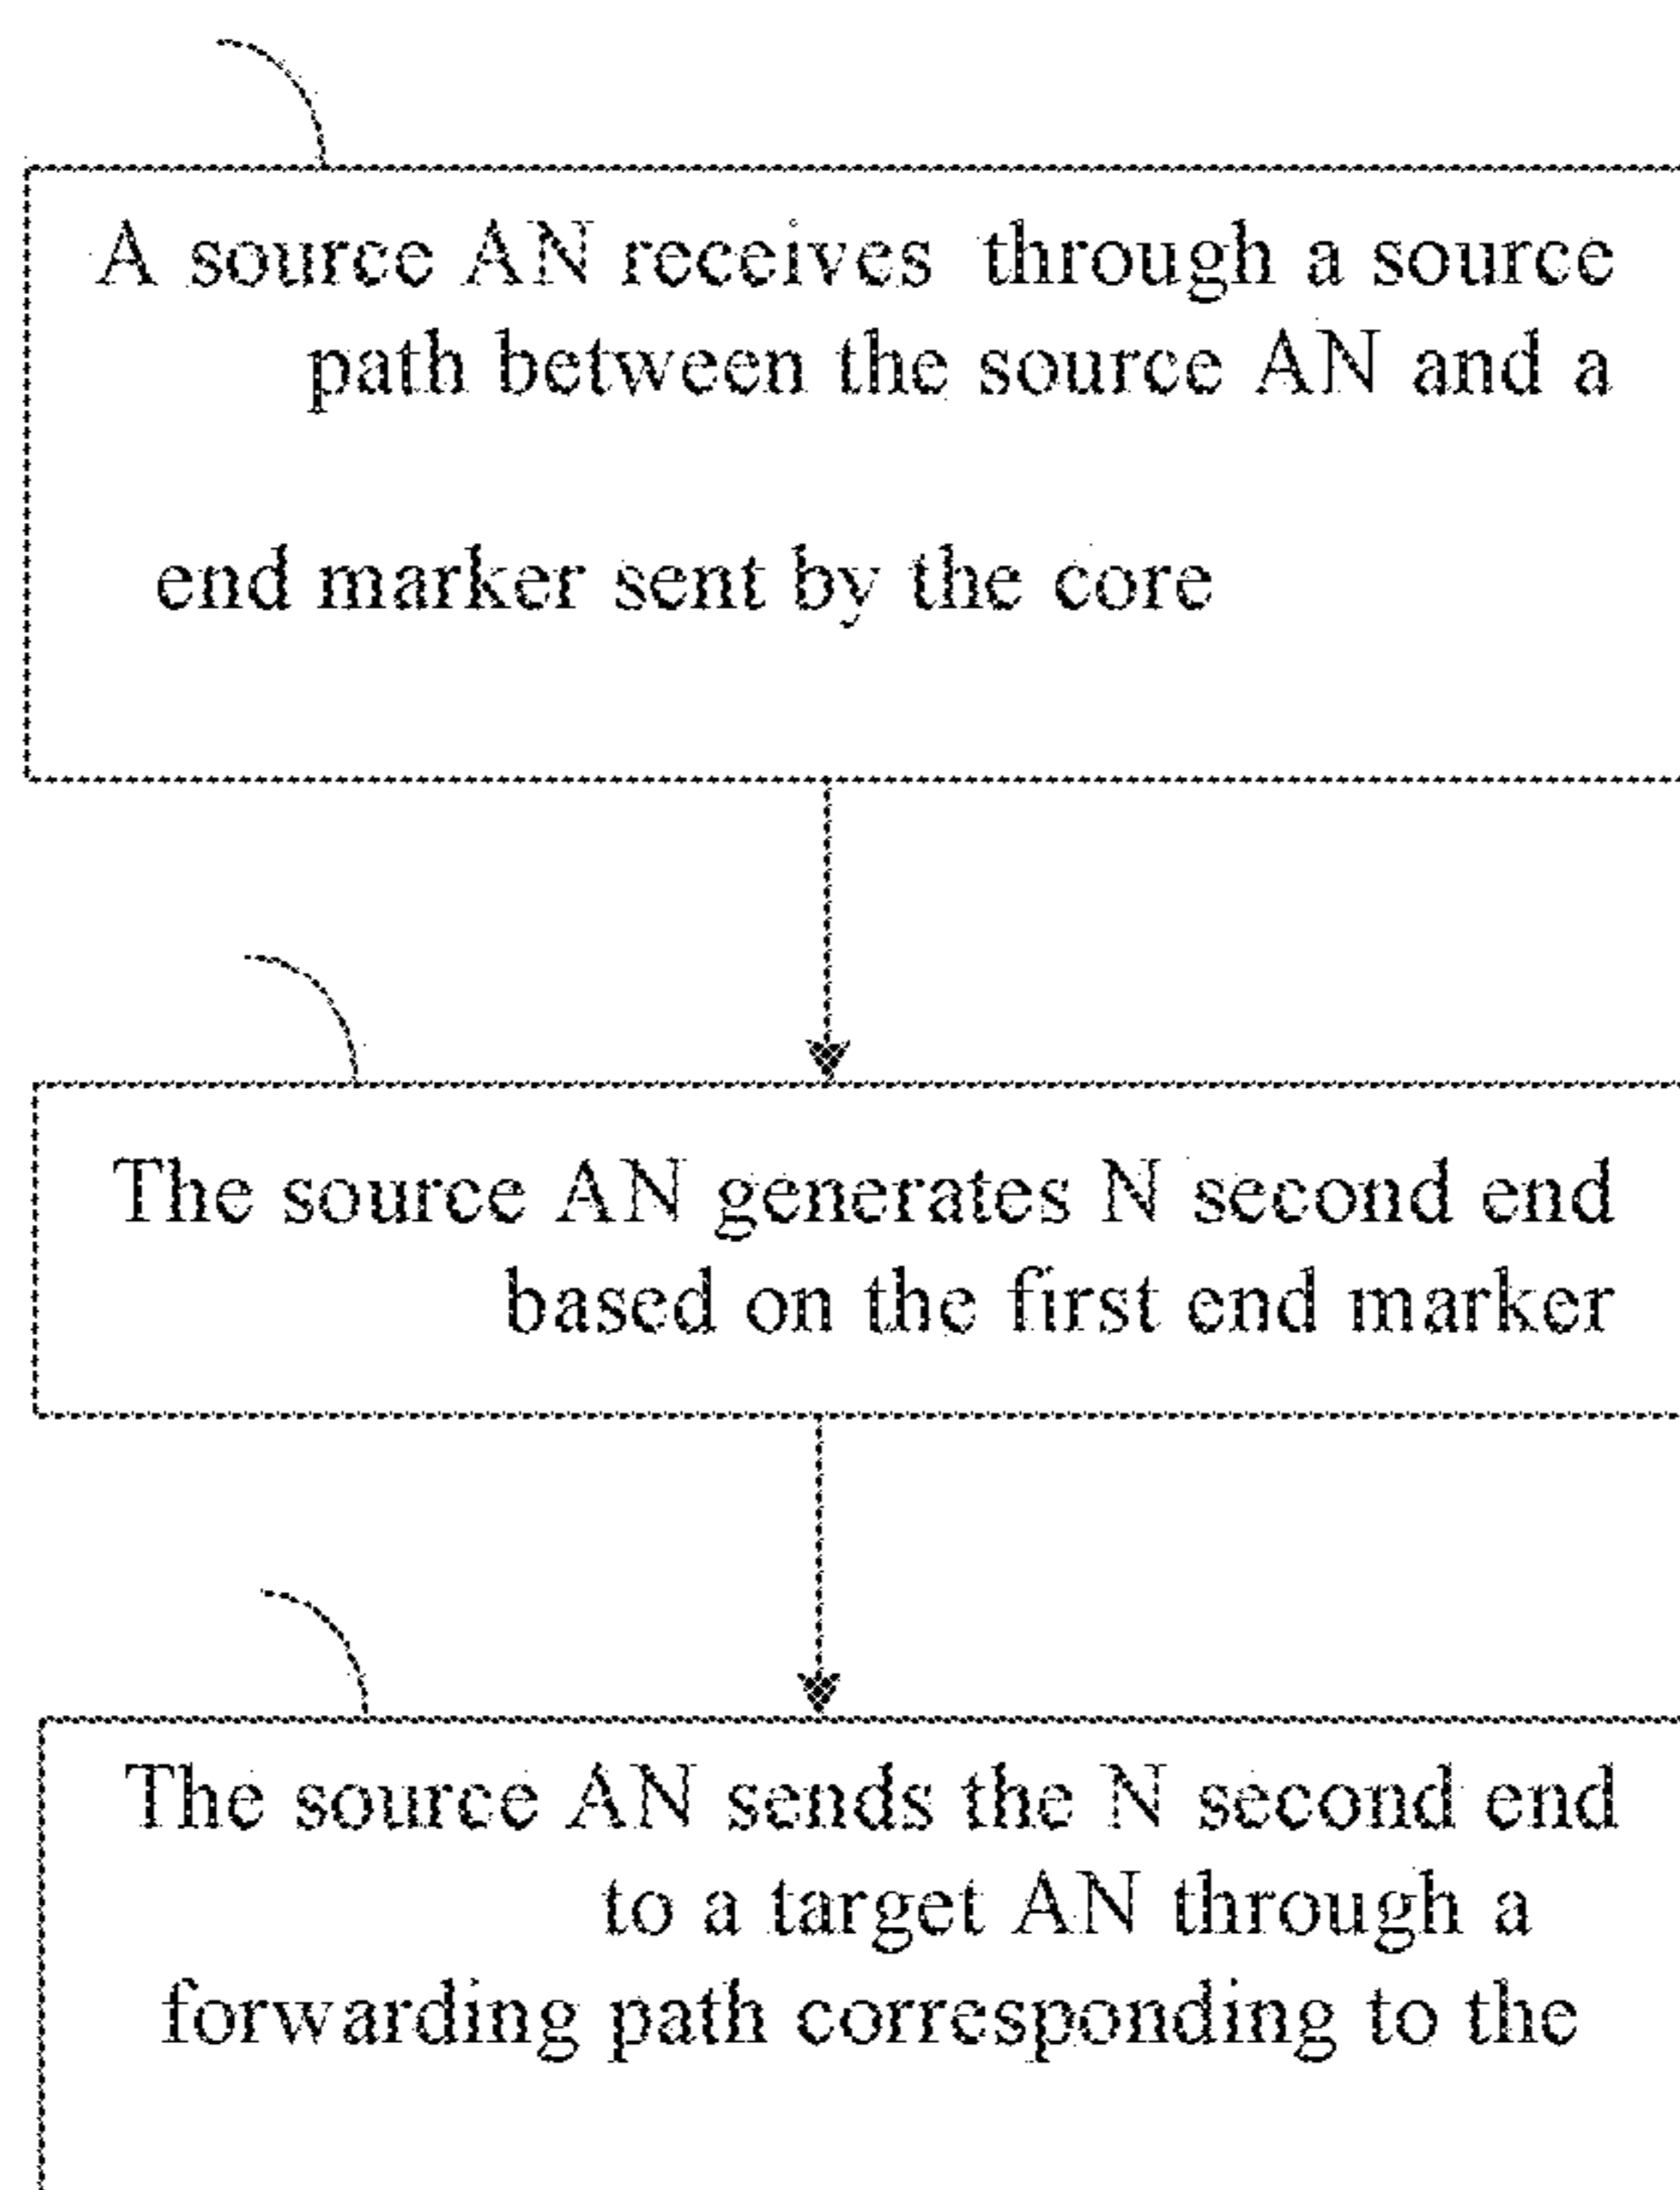 A source AN receives through a source
path between the source AN and a
end marker sent by the core
The source AN generates N second end
based on the first end marker
The source AN sends the N second end
to a target AN through a
forwarding path corresponding to the